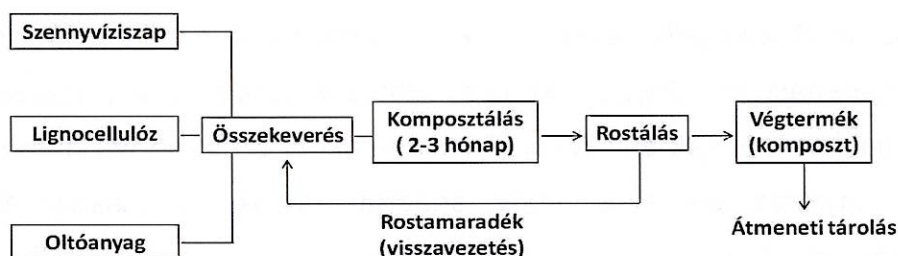 Szennyvíziszap
Lignocellulóz
Oltóanyag
Összekeverés
Komposztálás
( 2-3 hónap)
Rostálás
Végtermék
(komposzt)
Rostamaradék
(visszavezetés)
Átmeneti tárolás